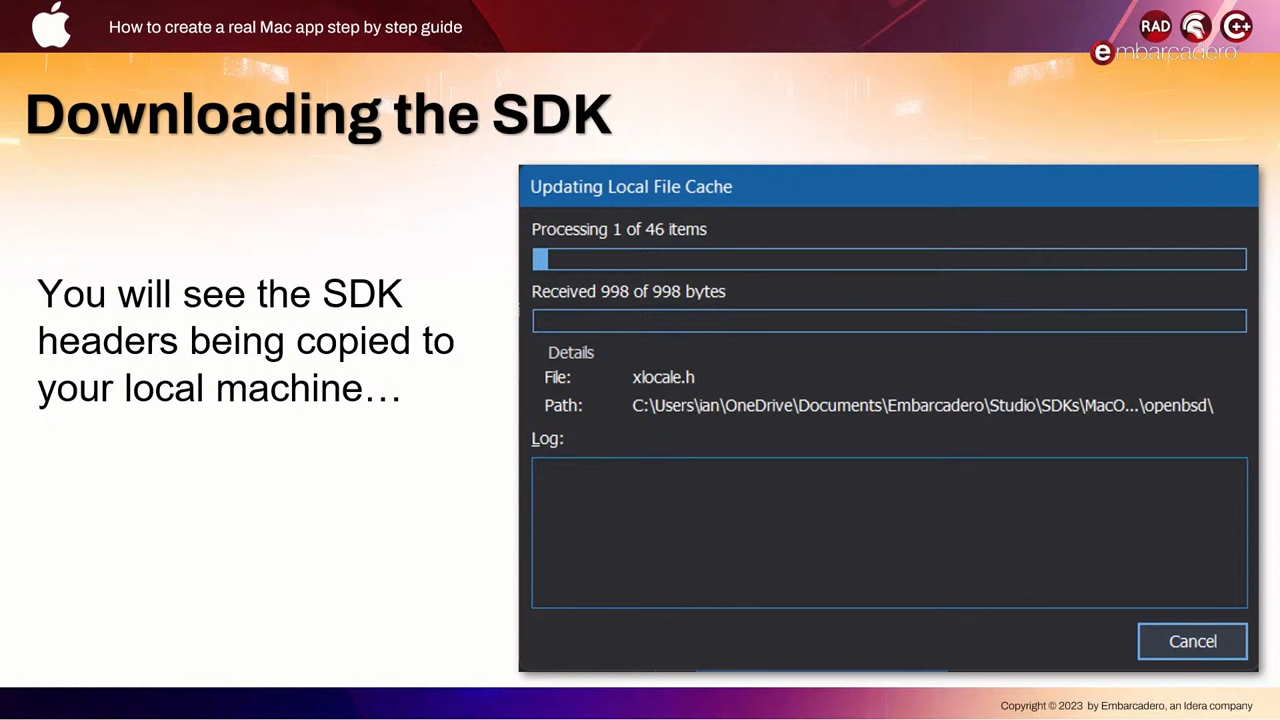 How to create a real Mac app step by step guide
RAD
C++
embarcadero
Downloading the SDK
You will see the SDK
headers being copied to
your local machine…
Updating Local File Cache
Processing 1 of 46 items
Received 998 of 998 bytes
Details
File: xlocale.h
Path: C:\Users\ian\OneDrive\Documents\Embarcadero\Studio\SDKs\MacO...\openbsd\
Log:
Cancel
Copyright © 2023 by Embarcadero, an Idera company